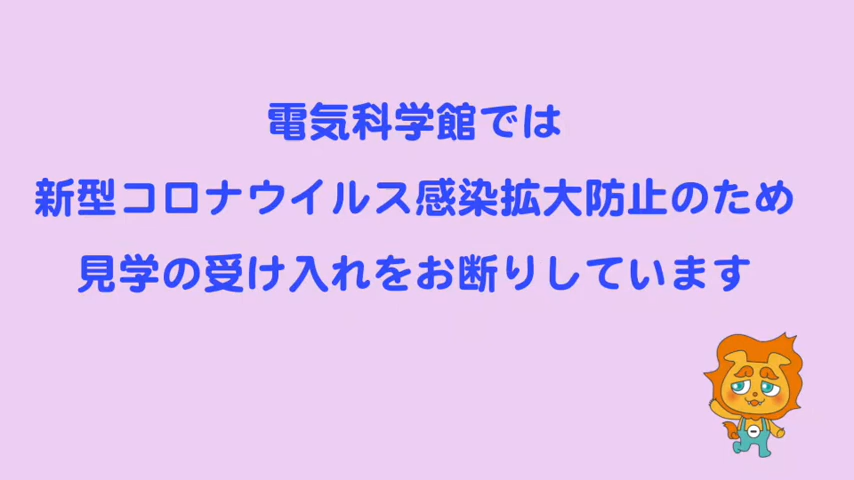 電気科学館では
新型コロナウイルス感染拡大防止のため
見学の受け入れをお断りしています